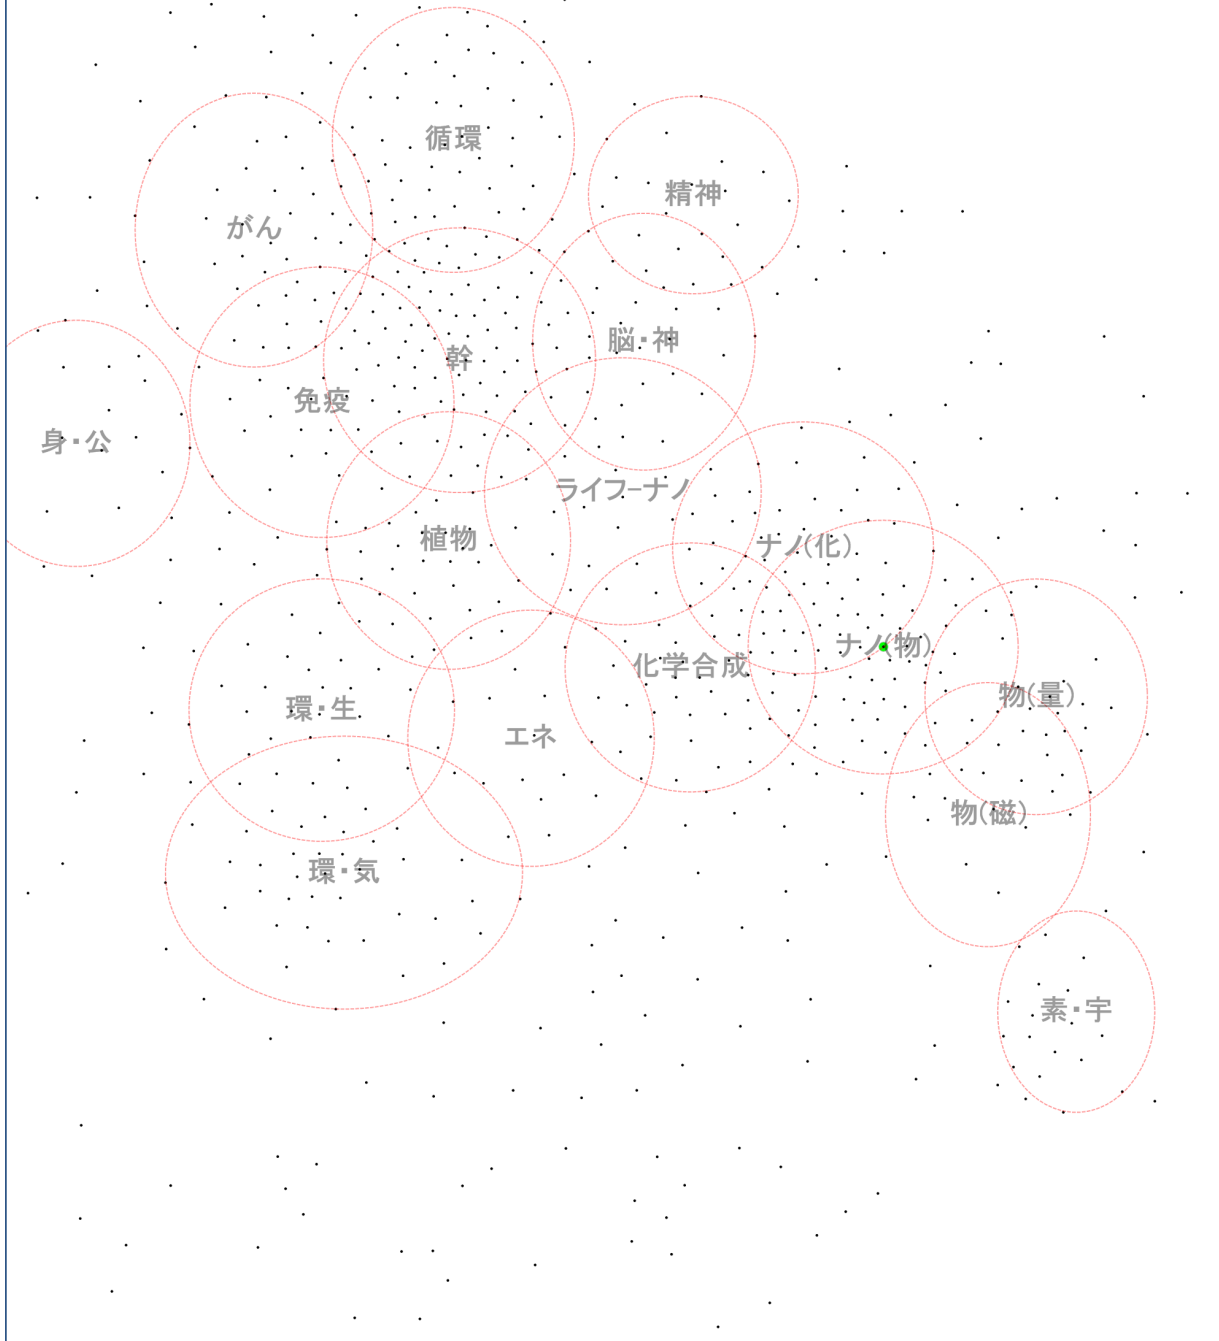 循環
精神
がん
脳・神
幹
免疫
身・公
ライフ-ナノ
植物
ナノ(化)
ナノ(物)
化学合成
物(量)
環・生
エネ
物(磁)
環・気
素・宇